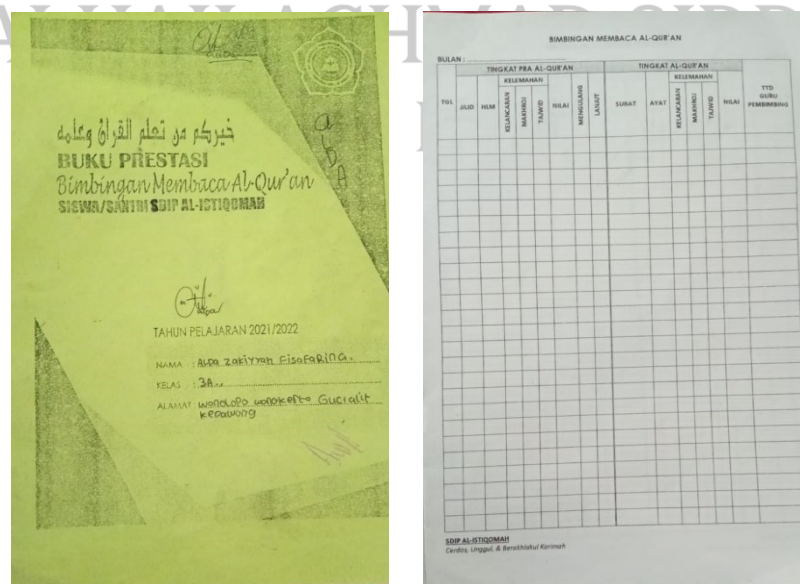 خيركم من تعلم القرآن وعلمه
BUKU PRESTASI
Bimbingan Membaca Al-Qur'an
SISWA/SANTRI SDIP AL-ISTIQOMAH
TAHUN PELAJARAN 2021/2022
NAMA : ALBA ZAKIYYAH FISAFARINA.
KELAS : 3A
ALAMAT : wonoLOPO wonokerto Gucialit
kedawong
BIMBINGAN MEMBACA AL-QUR'AN
BULAN :
TINGKAT PRA AL-QUR'AN TINGKAT AL-QUR'AN
KELEMAHAN KELEMAHAN
TGL JILID HLM KELANCARAN MAKHROJ TAJWID NILAI MENGULANG LANJUT SURAT AYAT KELANCARAN MAKHROJ TAJWID NILAI TTD
GURU
PEMBIMBING
SDIP AL-ISTIQOMAH
Cerdas, Unggul, & Berakhlakul Karimah